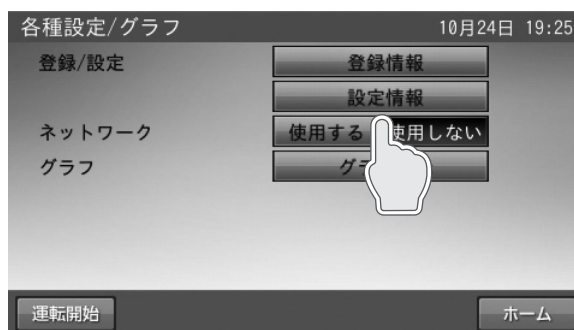 各種設定/グラフ 10月24日 19:25
登録/設定 登録情報
設定情報
ネットワーク 使用する 使用しない
グラフ グラ
運転開始 ホーム